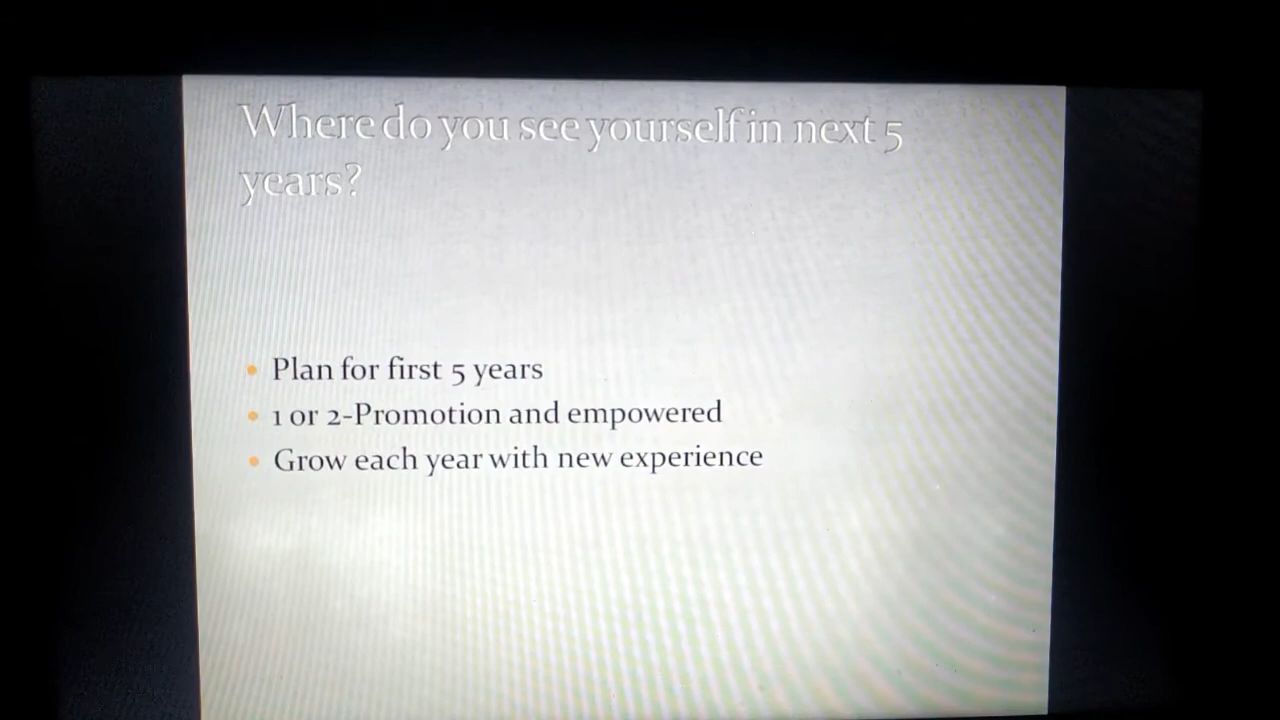 Where do you see yourself in next 5
years?
Plan for first 5 years
1 or 2-Promotion and empowered
Grow each year with new experience